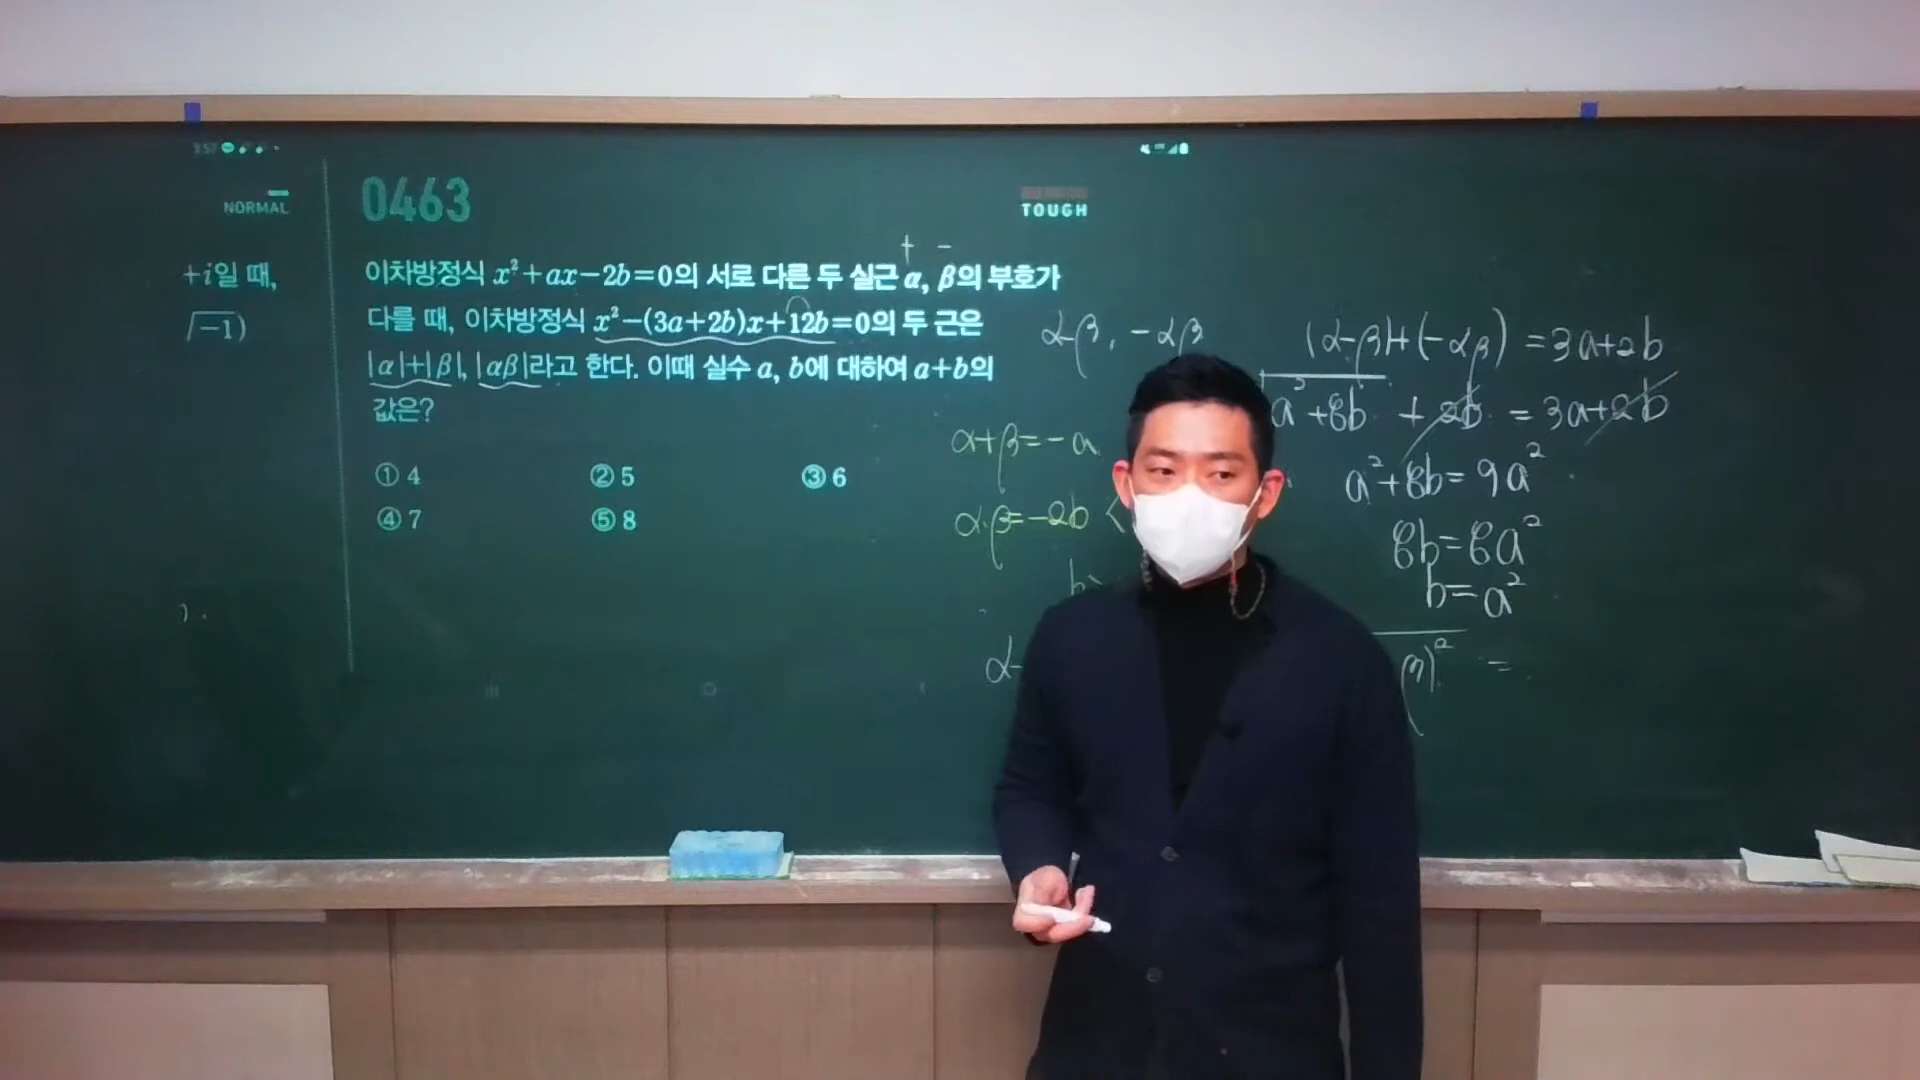 3:57
NORMAL
+i일 때,
√-1)
).
0463
TOUGH
+ -
이차방정식 x²+ax-2b=0의 서로 다른 두 실근 α, β의 부호가
다를 때, 이차방정식 x²-(3a+2b)x+12b=0의 두 근은
|α|+|β|, |αβ|라고 한다. 이때 실수 a, b에 대하여 a+b의
값은?
① 4 ② 5 ③ 6
④ 7 ⑤ 8
α-β, -αβ
α+β=-a
αβ=-2b <
b>
α-
(α-β)+(-αβ)=3a+2b
a²+8b + 2b = 3a+2b
a²+8b=9a²
8b=8a²
b=a²
β)² =